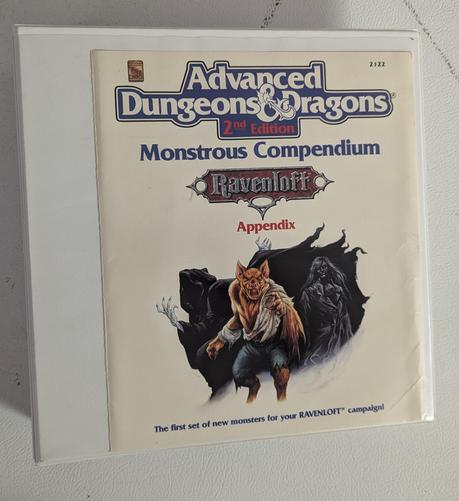 2122
Advanced
Dungeons & Dragons®
2nd Edition
Monstrous Compendium
Ravenloft
Appendix
The first set of new monsters for your RAVENLOFT™ campaign!